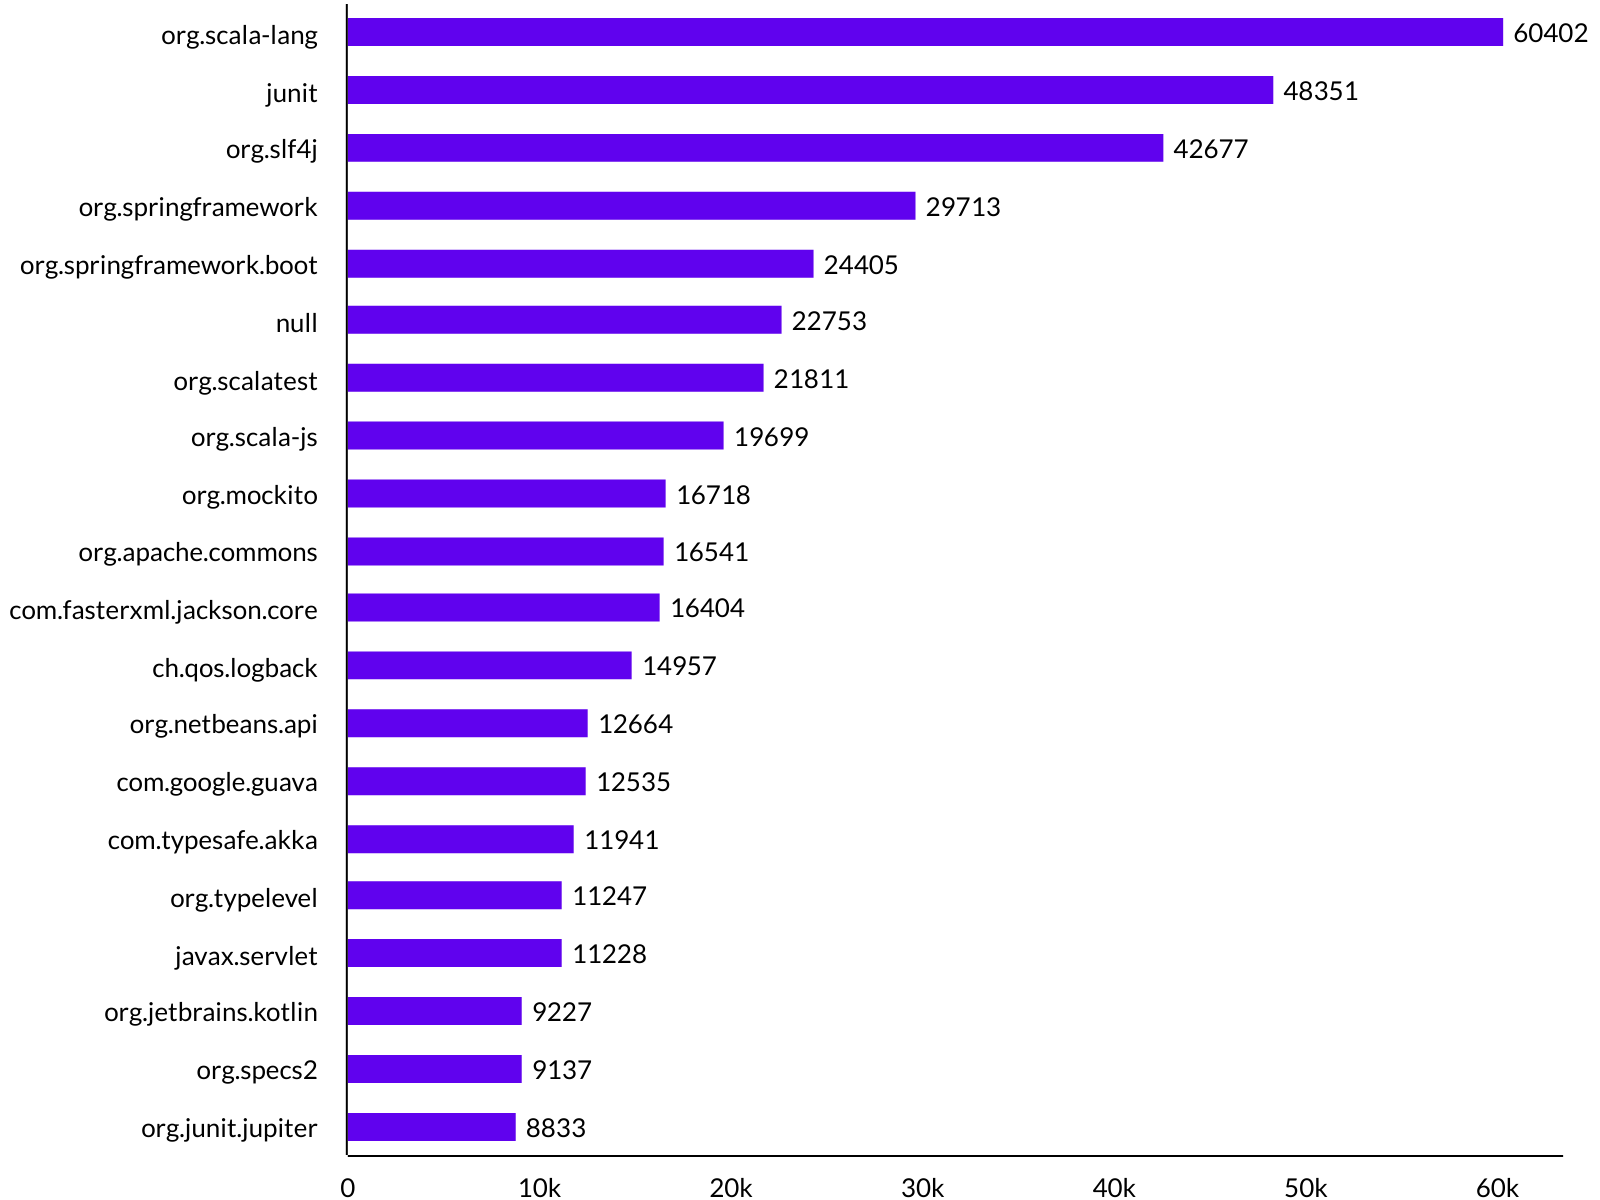 org.scala-lang 60402
junit 48351
org.slf4j 42677
org.springframework 29713
org.springframework.boot 24405
null 22753
org.scalatest 21811
org.scala-js 19699
org.mockito 16718
org.apache.commons 16541
com.fasterxml.jackson.core 16404
ch.qos.logback 14957
org.netbeans.api 12664
com.google.guava 12535
com.typesafe.akka 11941
org.typelevel 11247
javax.servlet 11228
org.jetbrains.kotlin 9227
org.specs2 9137
org.junit.jupiter 8833
0 10k 20k 30k 40k 50k 60k